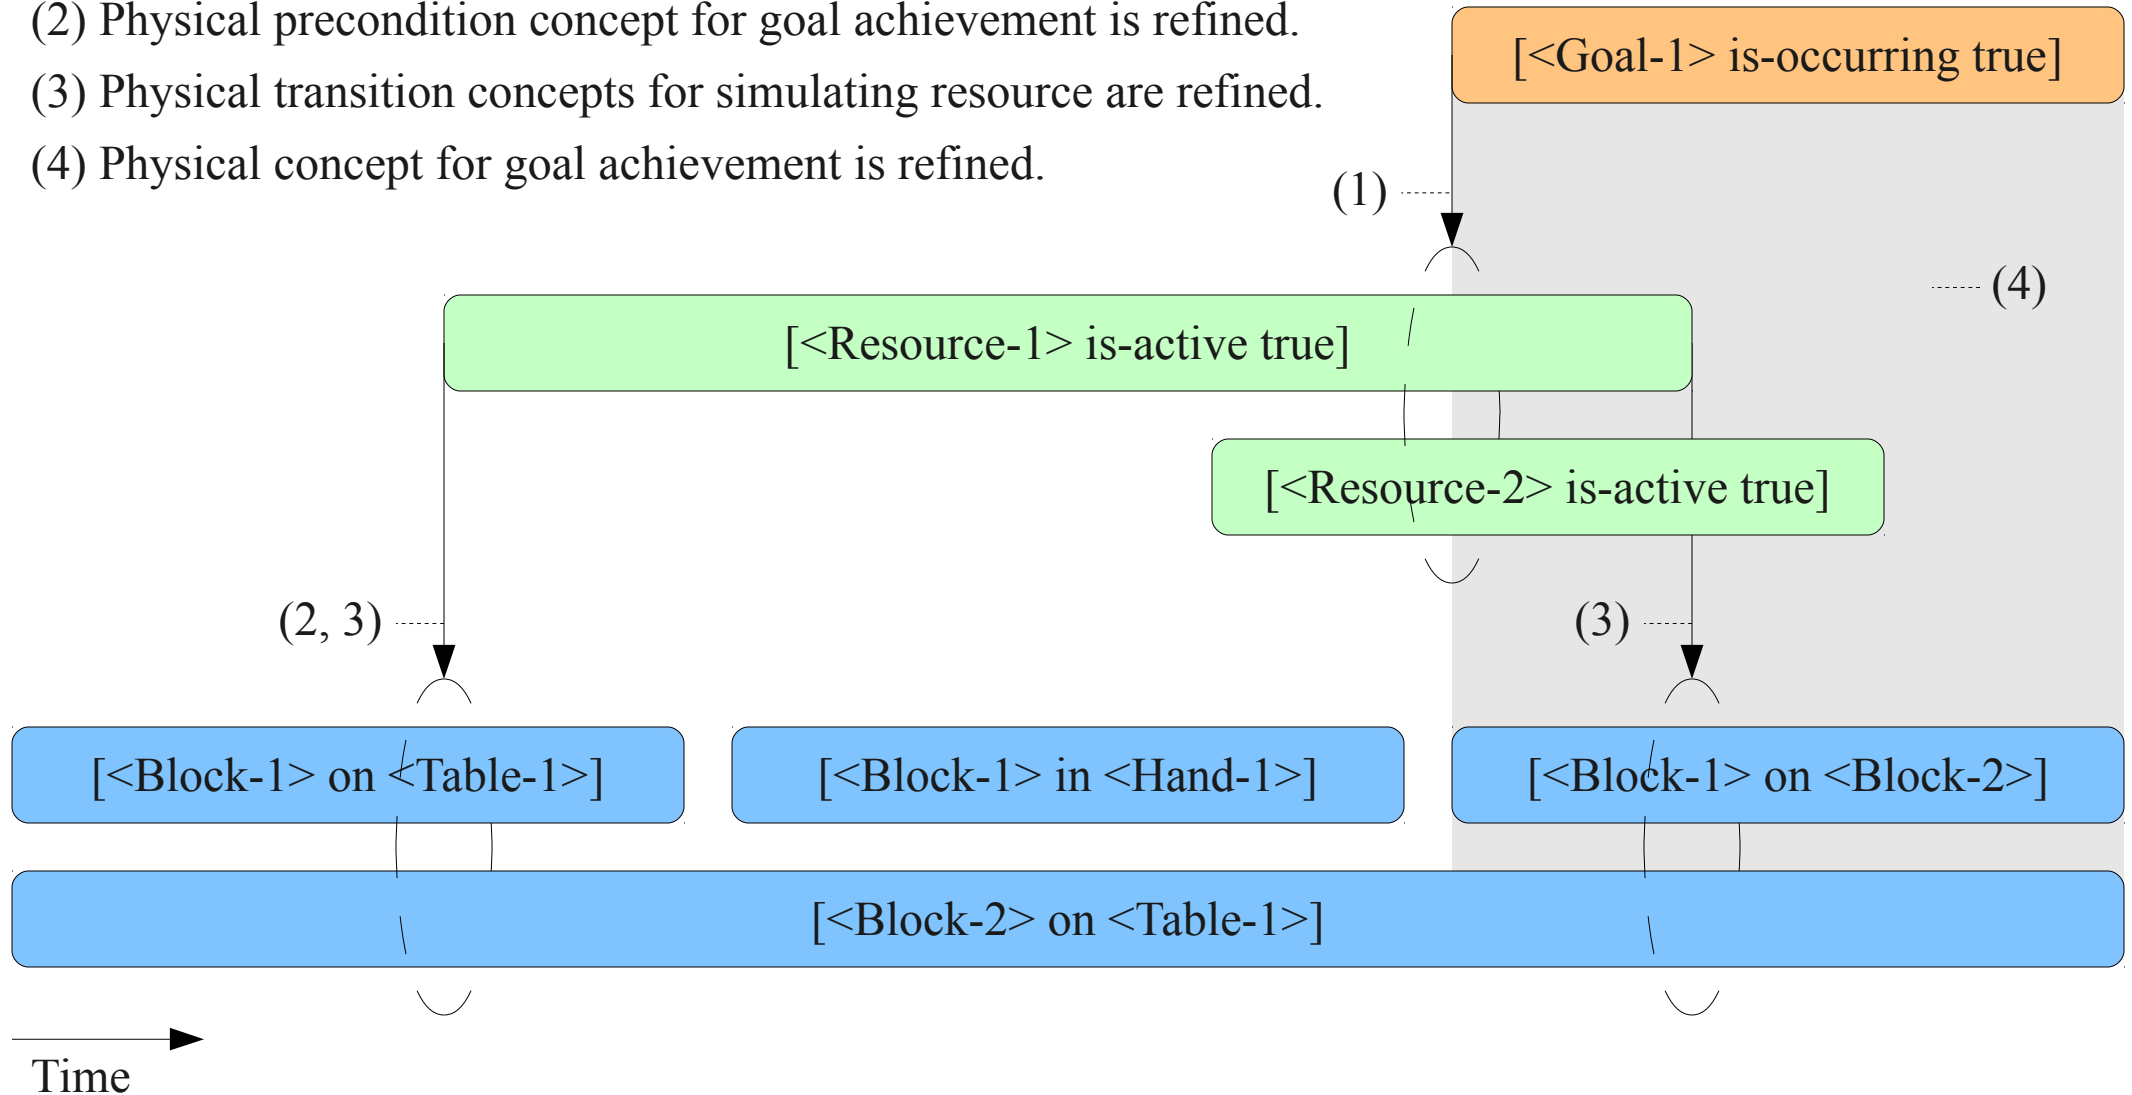 (2) Physical precondition concept for goal achievement is refined.
(3) Physical transition concepts for simulating resource are refined.
(4) Physical concept for goal achievement is refined.
[<Goal-1> is-occurring true]
(1)
(4)
[<Resource-1> is-active true]
[<Resource-2> is-active true]
(2, 3)
(3)
[<Block-1> on <Table-1>]
[<Block-1> in <Hand-1>]
[<Block-1> on <Block-2>]
[<Block-2> on <Table-1>]
Time